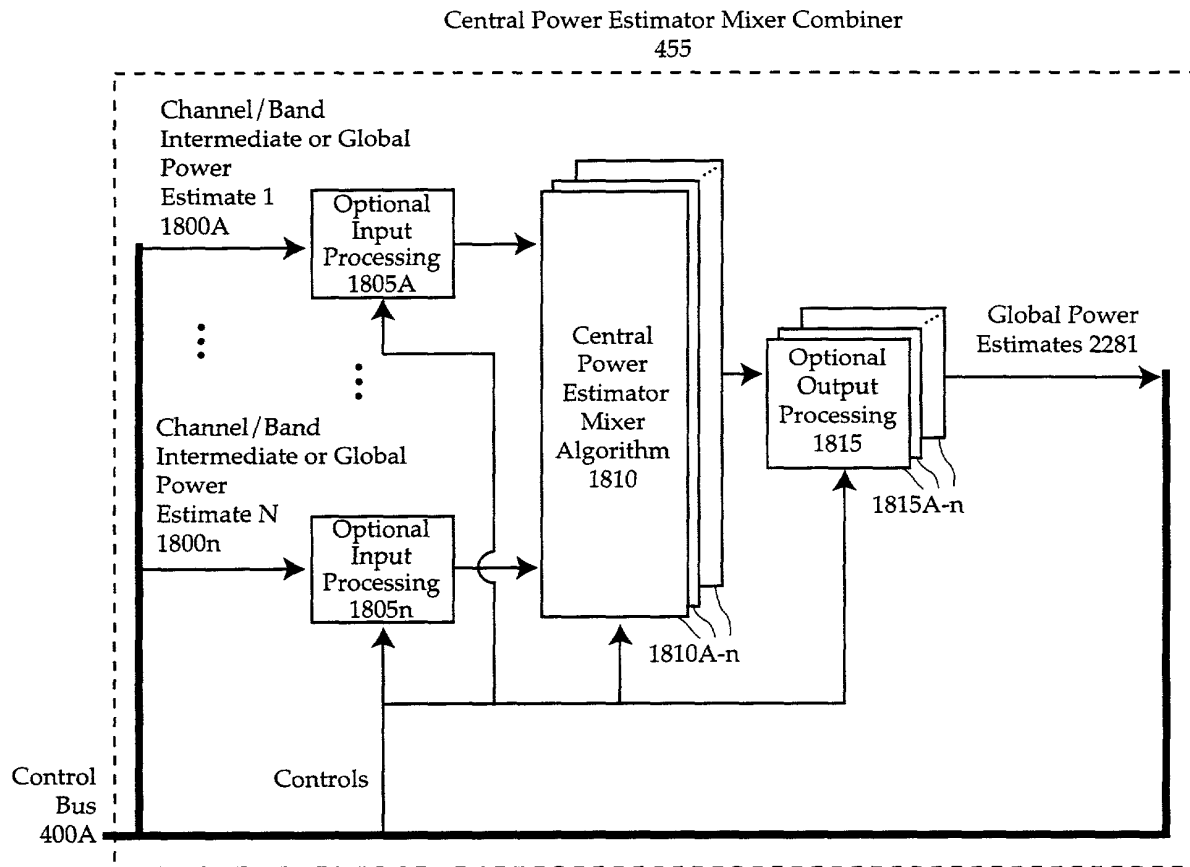 Central Power Estimator Mixer Combiner
455
Channel/Band
Intermediate or Global
Power
Estimate 1
1800A
Optional
Input
Processing
1805A
Central
Power
Estimator
Mixer
Algorithm
1810
Optional
Output
Processing
1815
Global Power
Estimates 2281
Channel/Band
Intermediate or Global
Power
Estimate N
1800n
Optional
Input
Processing
1805n
1815A-n
1810A-n
Controls
Control
Bus
400A